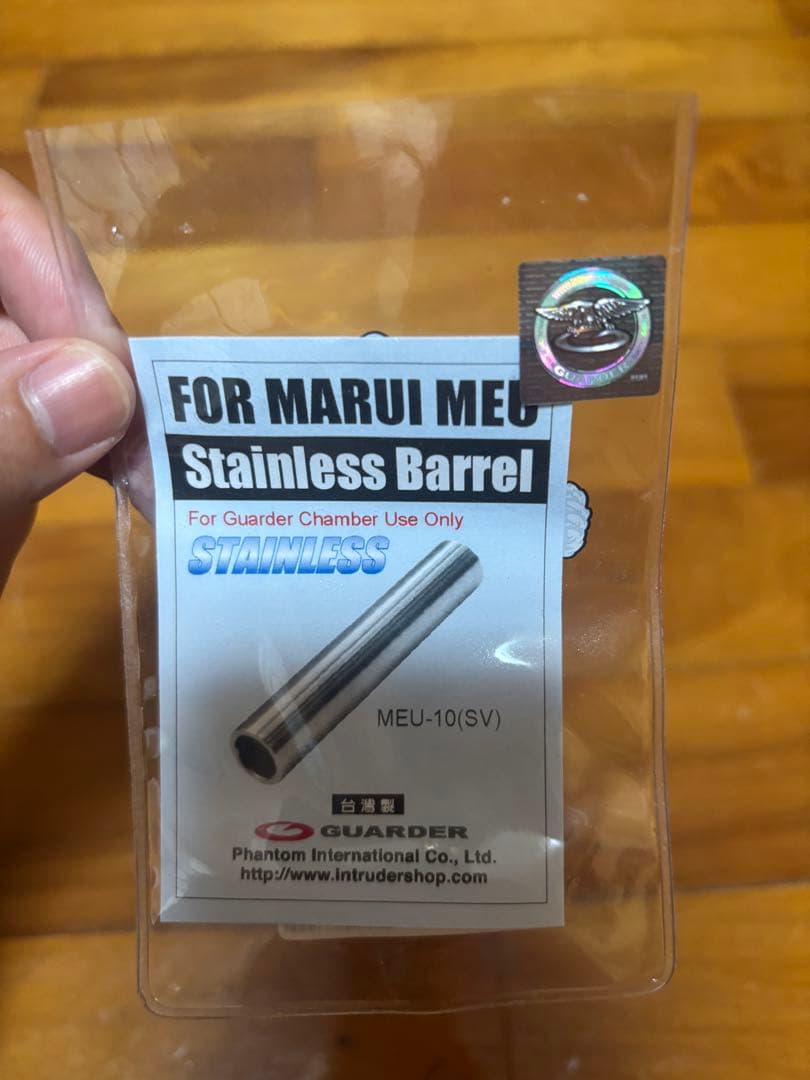 FOR MARUI MEU
Stainless Barrel
For Guarder Chamber Use Only
STAINLESS
MEU-10(SV)
台灣製
GUARDER
Phantom International Co., Ltd.
http://www.intrudershop.com
GUARDER